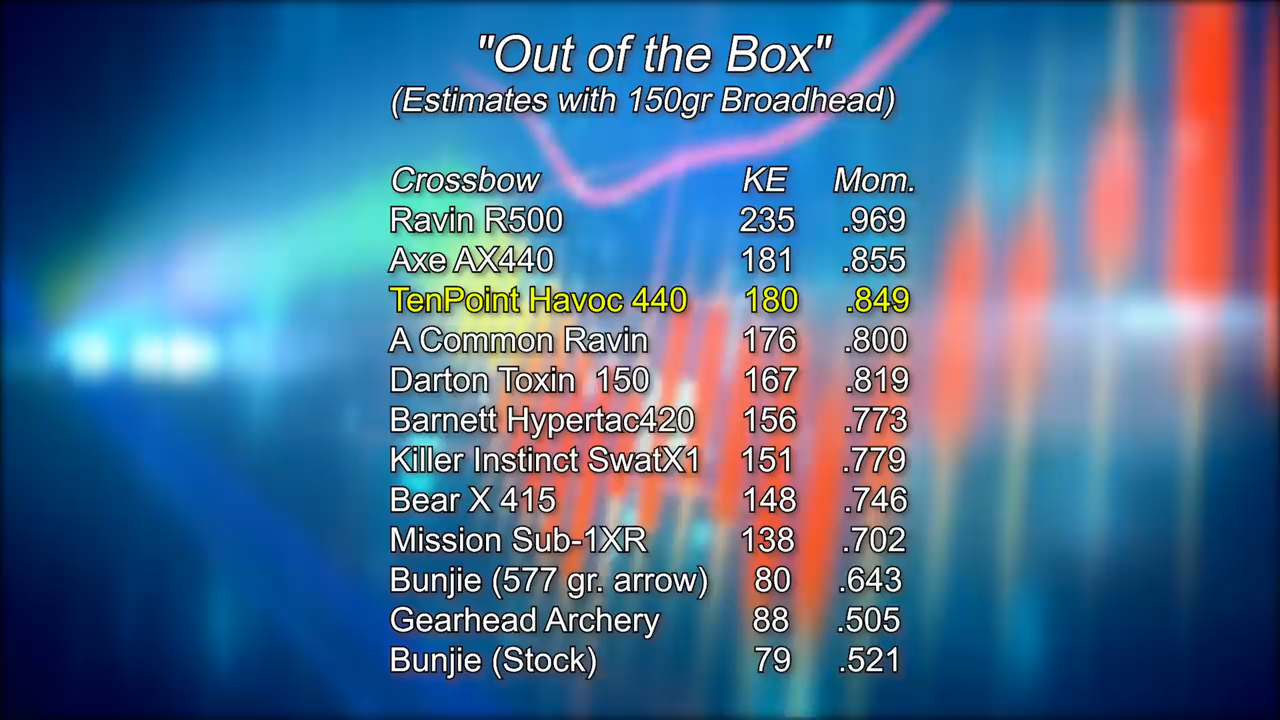 "Out of the Box"
(Estimates with 150gr Broadhead)
Crossbow KE Mom.
Ravin R500 235 .969
Axe AX440 181 .855
TenPoint Havoc 440 180 .849
A Common Ravin 176 .800
Darton Toxin 150 167 .819
Barnett Hypertac420 156 .773
Killer Instinct SwatX1 151 .779
Bear X 415 148 .746
Mission Sub-1XR 138 .702
Bunjie (577 gr. arrow) 80 .643
Gearhead Archery 88 .505
Bunjie (Stock) 79 .521